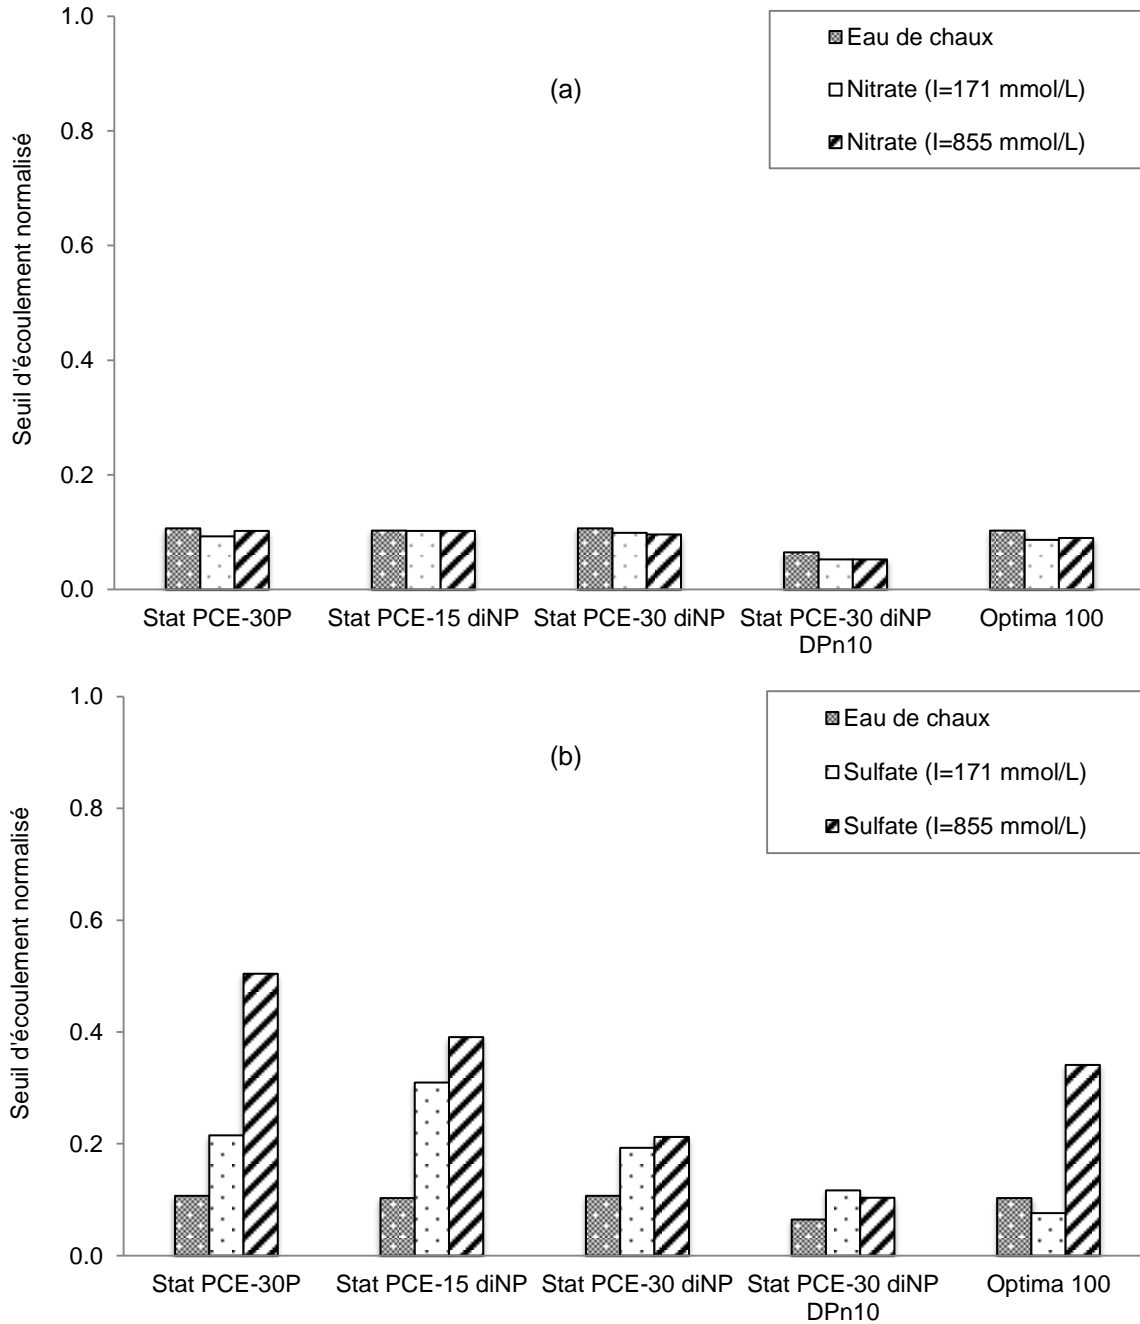 1.0
0.8
0.6
0.4
0.2
0.0
Seuil d'écoulement normalisé
(a)
Eau de chaux
Nitrate (I=171 mmol/L)
Nitrate (I=855 mmol/L)
Stat PCE-30P
Stat PCE-15 diNP
Stat PCE-30 diNP
Stat PCE-30 diNP
DPn10
Optima 100
1.0
0.8
0.6
0.4
0.2
0.0
Seuil d'écoulement normalisé
(b)
Eau de chaux
Sulfate (I=171 mmol/L)
Sulfate (I=855 mmol/L)
Stat PCE-30P
Stat PCE-15 diNP
Stat PCE-30 diNP
Stat PCE-30 diNP
DPn10
Optima 100